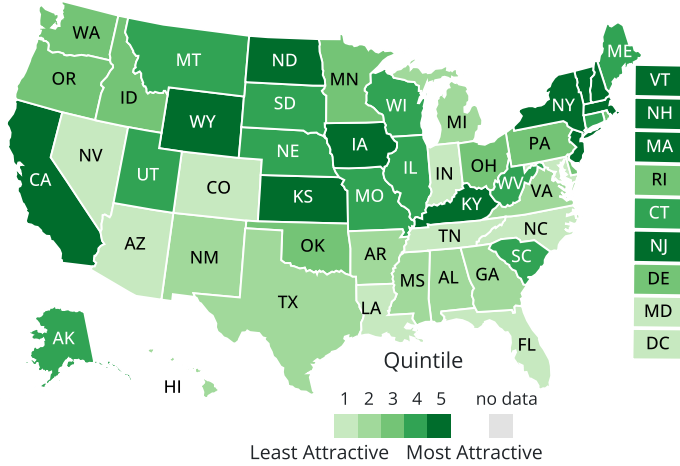 WA
ME
MT
ND
VT
OR
MN
ID
SD
WI
NY
NH
WY
MI
MA
NE
IA
PA
NV
IL
IN
OH
RI
CA
UT
CO
WV
VA
KS
MO
KY
CT
NC
TN
AZ
NM
OK
AR
SC
NJ
MS
AL
GA
DE
TX
LA
MD
AK
FL
DC
Quintile
HI
1 2 3 4 5 no data
Least Attractive Most Attractive